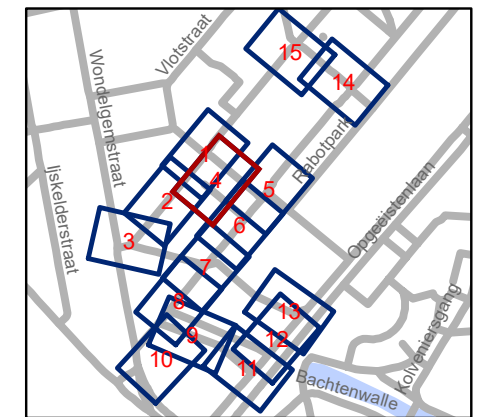 Vlotstraat
15
14
Wondelgemstraat
Rabotpark
1
4
5
Ijskelderstraat
2
6
3
Opgeëistenlaan
7
8
13
9
12
10
11
Kolveniersgang
Bachtenwalle